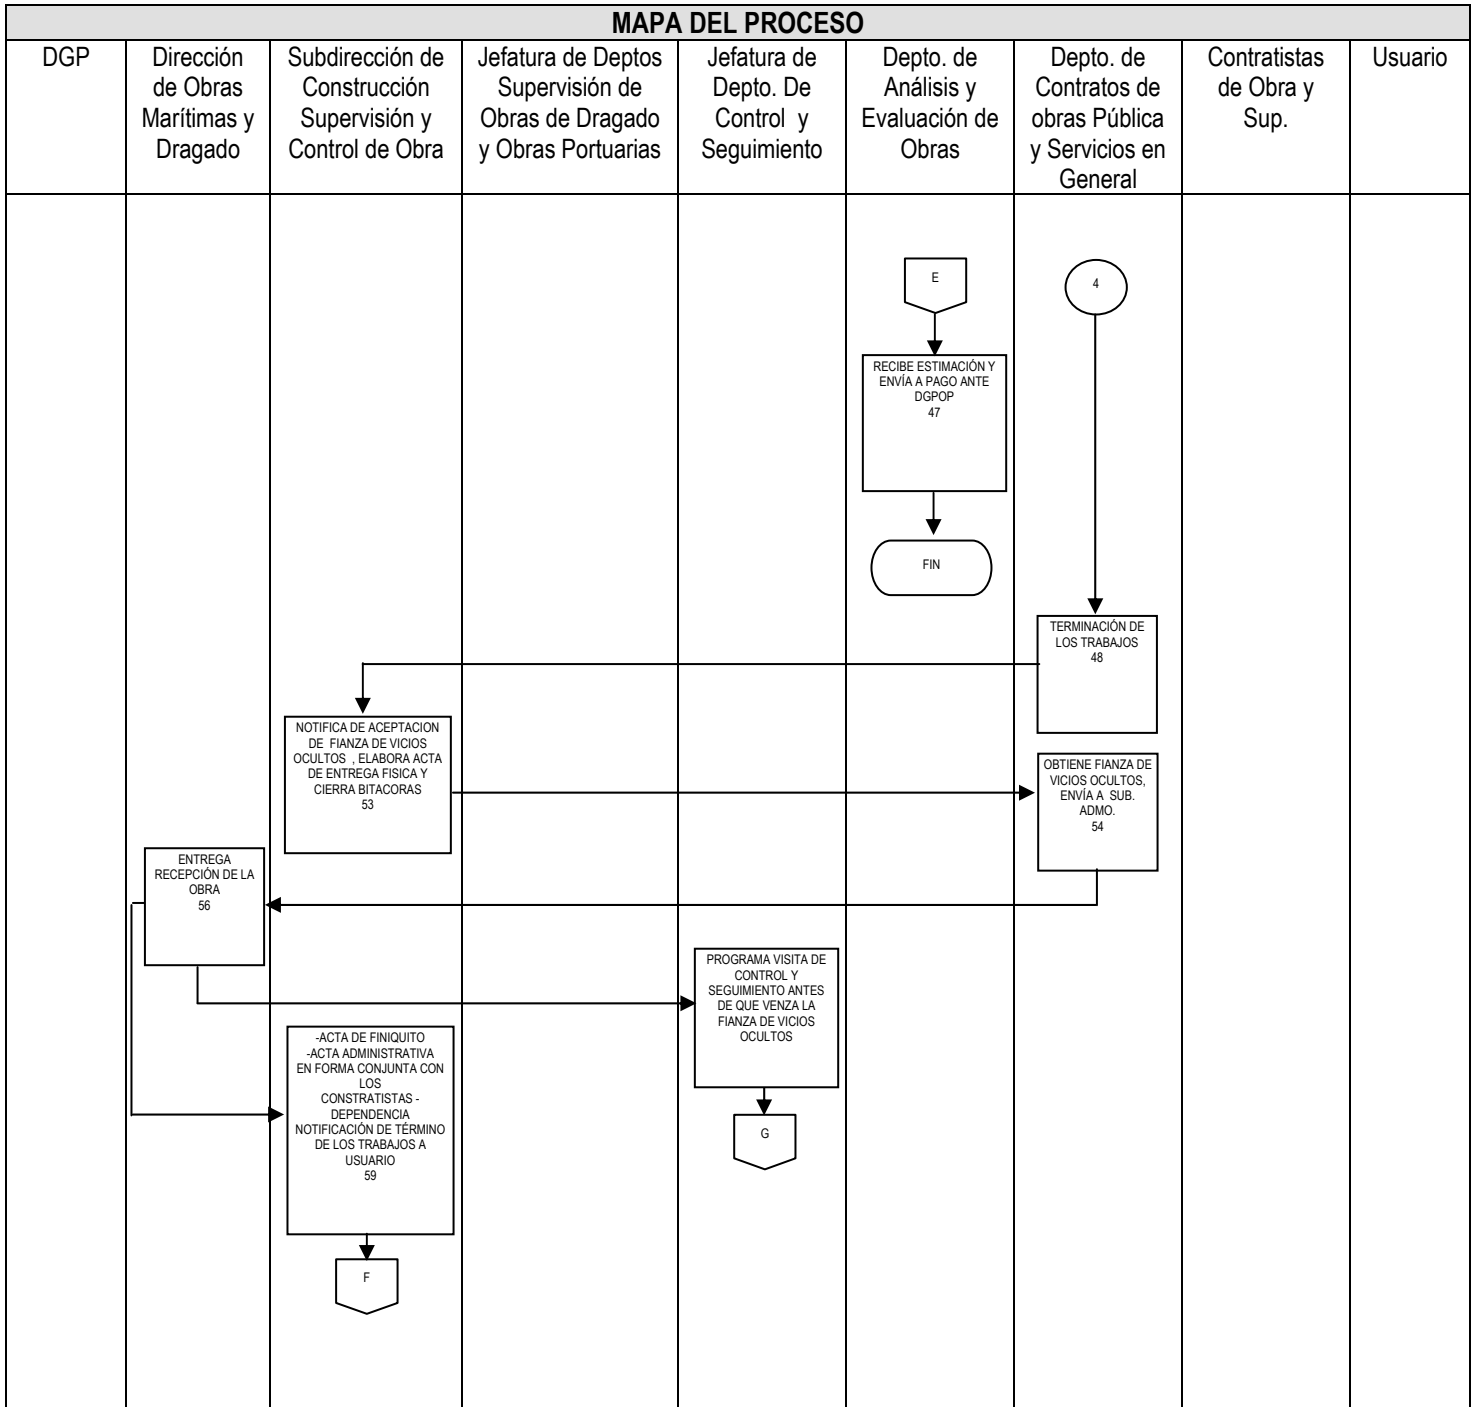 MAPA DEL PROCESO
DGP
Dirección
de Obras
Marítimas y
Dragado
Subdirección de
Construcción
Supervisión y
Control de Obra
Jefatura de Deptos
Supervisión de
Obras de Dragado
y Obras Portuarias
Jefatura de
Depto. De
Control y
Seguimiento
Depto. de
Análisis y
Evaluación de
Obras
Depto. de
Contratos de
obras Pública
y Servicios en
General
Contratistas
de Obra y
Sup.
Usuario
E
4
RECIBE ESTIMACIÓN Y
ENVÍA A PAGO ANTE
DGPOP
47
FIN
TERMINACIÓN DE
LOS TRABAJOS
48
NOTIFICA DE ACEPTACION
DE FIANZA DE VICIOS
OCULTOS , ELABORA ACTA
DE ENTREGA FISICA Y
CIERRA BITACORAS
53
OBTIENE FIANZA DE
VICIOS OCULTOS,
ENVÍA A SUB.
ADMO.
54
ENTREGA
RECEPCIÓN DE LA
OBRA
56
PROGRAMA VISITA DE
CONTROL Y
SEGUIMIENTO ANTES
DE QUE VENZA LA
FIANZA DE VICIOS
OCULTOS
-ACTA DE FINIQUITO
-ACTA ADMINISTRATIVA
EN FORMA CONJUNTA CON
LOS
CONSTRATISTAS -
DEPENDENCIA
NOTIFICACIÓN DE TÉRMINO
DE LOS TRABAJOS A
USUARIO
59
G
F